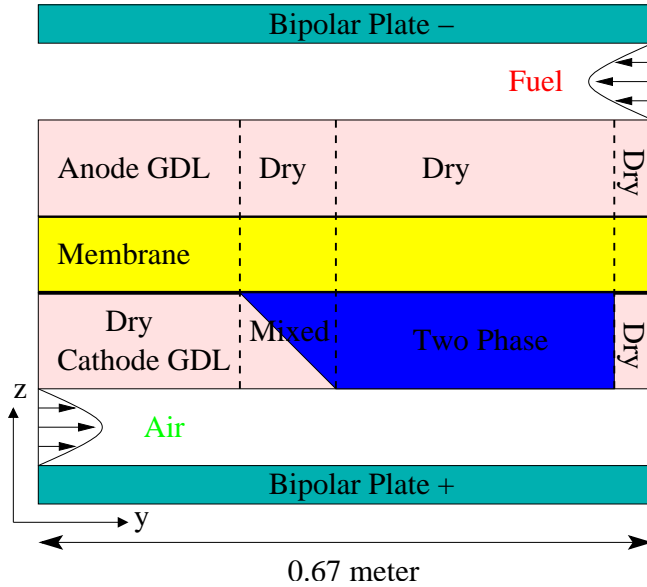 Bipolar Plate –
Fuel
Anode GDL
Dry
Dry
Dry
Membrane
Dry
Cathode GDL
Mixed
Two Phase
Dry
z
Air
Bipolar Plate +
y
0.67 meter